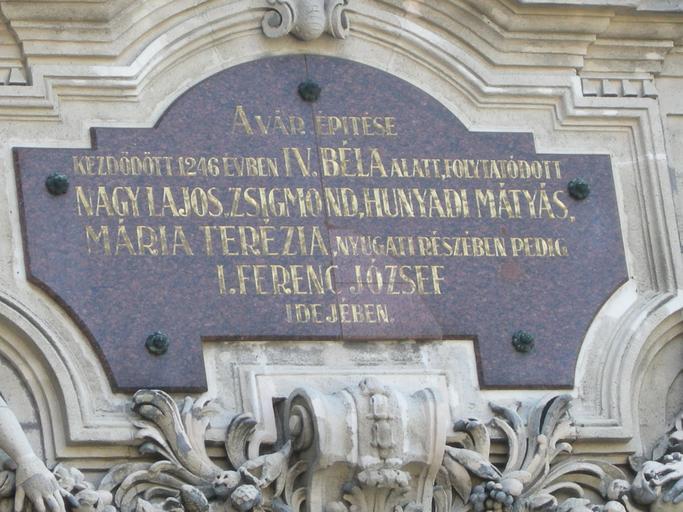 A VÁR ÉPITÉSE
KEZDŐDÖTT 1246 ÉVBEN IV. BÉLA ALATT, FOLYTATÓDOTT
NAGY LAJOS, ZSIGMOND, HUNYADI MÁTYÁS,
MÁRIA TERÉZIA, NYUGATI RÉSZÉBEN PEDIG
I. FERENC JÓZSEF
IDEJÉBEN.